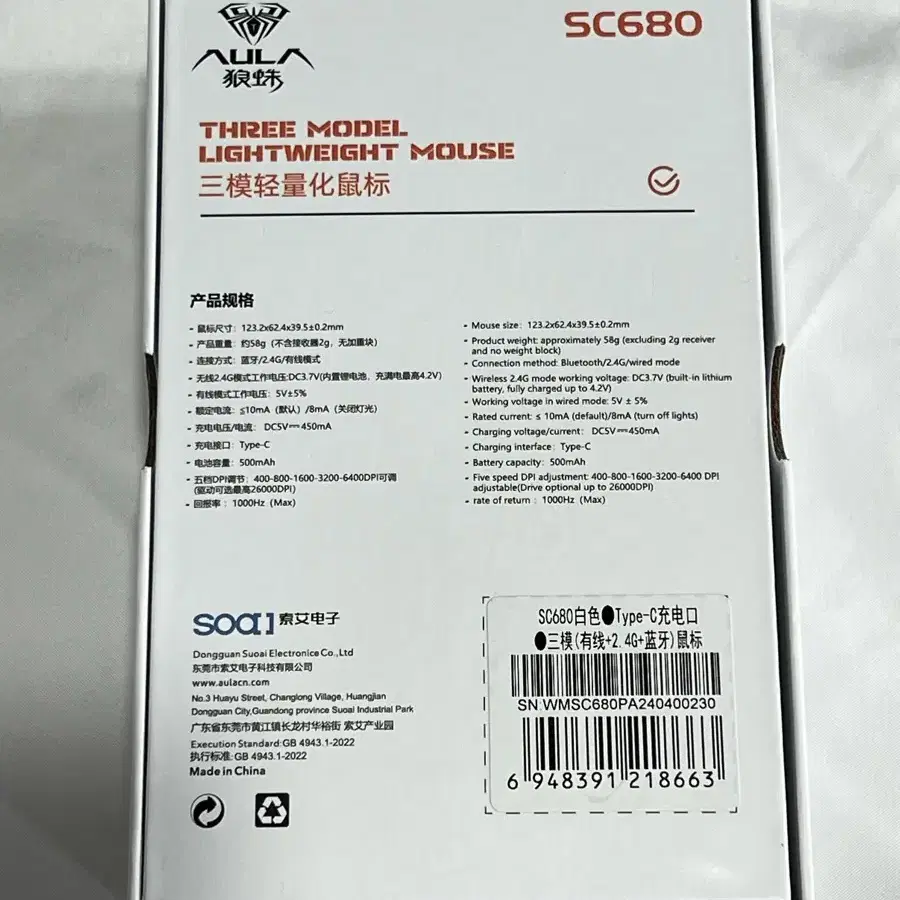 AULA
狼蛛
SC680
THREE MODEL
LIGHTWEIGHT MOUSE
三模轻量化鼠标
产品规格
- 鼠标尺寸：123.2x62.4x39.5±0.2mm
- 产品重量：约58g（不含接收器2g，无加重块）
- 连接方式：蓝牙/2.4G/有线模式
- 无线2.4G模式工作电压:DC3.7V(内置锂电池，充满电最高4.2V)
- 有线模式工作电压：5V±5%
- 额定电流：≤10mA（默认）/8mA（关闭灯光）
- 充电电压/电流：DC5V⎓450mA
- 充电接口：Type-C
- 电池容量：500mAh
- 五档DPI调节：400-800-1600-3200-6400DPI可调
(驱动可选最高26000DPI)
- 回报率：1000Hz（Max)
- Mouse size：123.2x62.4x39.5±0.2mm
- Product weight: approximately 58g (excluding 2g receiver
and no weight block)
- Connection method: Bluetooth/2.4G/wired mode
- Wireless 2.4G mode working voltage: DC3.7V (built-in lithium
battery, fully charged up to 4.2V)
- Working voltage in wired mode: 5V ± 5%
- Rated current: ≤ 10mA (default)/8mA (turn off lights)
- Charging voltage/current：DC5V⎓450mA
- Charging interface：Type-C
- Battery capacity：500mAh
- Five speed DPI adjustment: 400-800-1600-3200-6400 DPI
adjustable(Drive optional up to 26000DPI)
- rate of return：1000Hz (Max)
soai 索艾电子
Dongguan Suoai Electronice Co.,Ltd
东莞市索艾电子科技有限公司
www.aulacn.com
No.3 Huayu Street, Changlong Village, Huangjian
Dongguan City,Guandong province Suoai Industrial Park
广东省东莞市黄江镇长龙村华裕街 索艾产业园
Execution Standard:GB 4943.1-2022
执行标准:GB 4943.1-2022
Made in China
SC680白色●Type-C充电口
●三模(有线+2.4G+蓝牙)鼠标
SN:WMSC680PA240400230
6 948391 218663